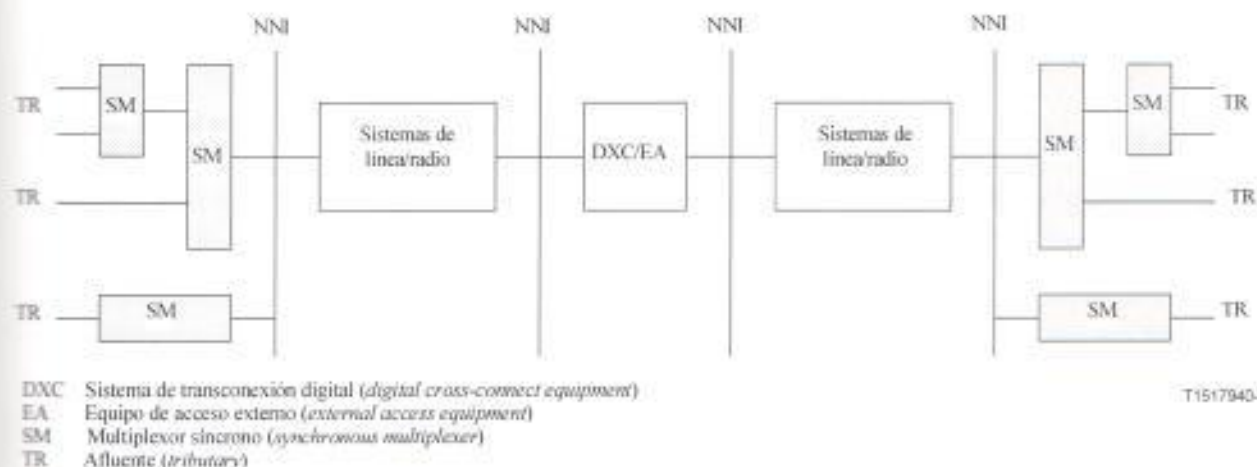 NNI NNI NNI NNI
TR SM SM TR
SM Sistemas de línea/radio DXC/EA Sistemas de línea/radio SM
TR TR
TR SM SM TR
DXC Sistema de transconexión digital (digital cross-connect equipment)
T1517940-
EA Equipo de acceso externo (external access equipment)
SM Multiplexor síncrono (synchronous multiplexer)
TR Afluente (tributary)